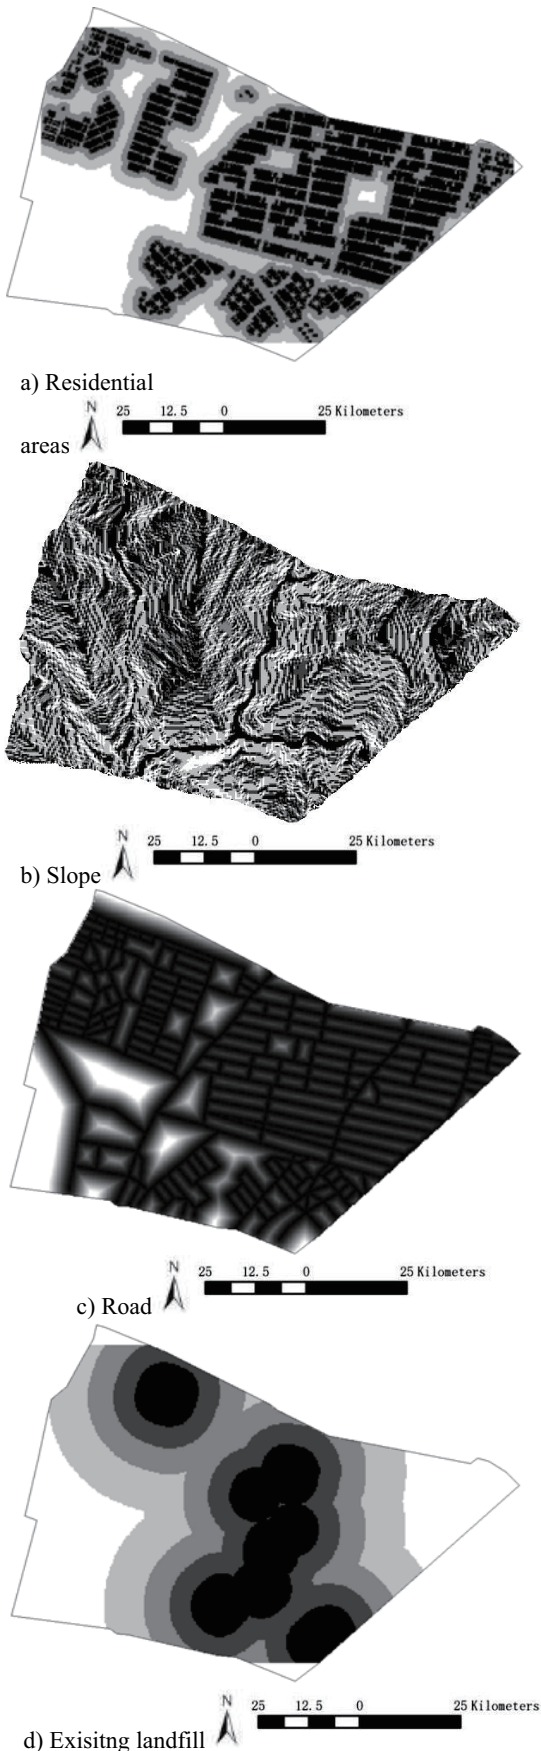 a) Residential
N
25 12.5 0 25 Kilometers
areas
N
25 12.5 0 25 Kilometers
b) Slope
N
25 12.5 0 25 Kilometers
c) Road
N
25 12.5 0 25 Kilometers
d) Exisitng landfill